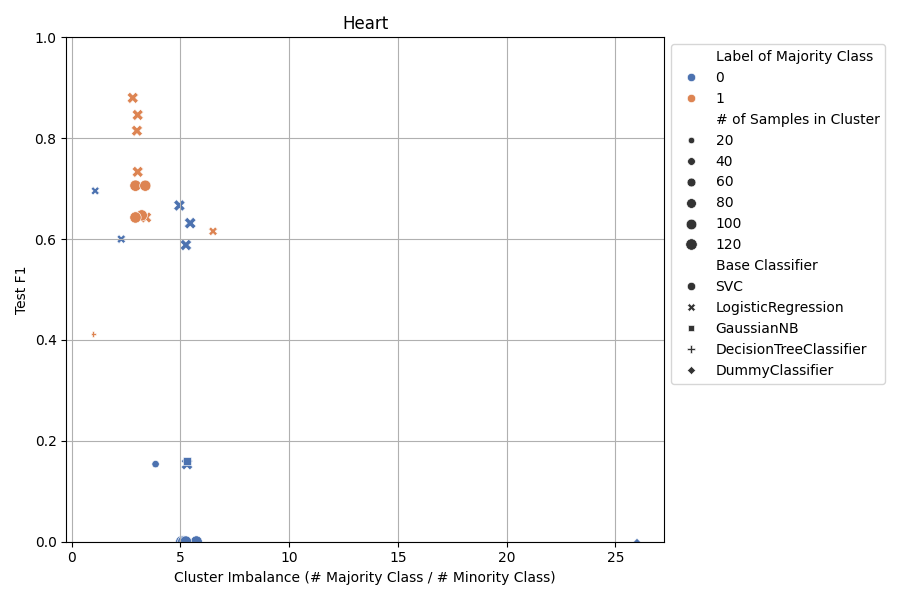 Heart
1.0
0.8
0.6
0.4
0.2
0.0
Test F1
0 5 10 15 20 25
Cluster Imbalance (# Majority Class / # Minority Class)
Label of Majority Class
0
1
# of Samples in Cluster
20
40
60
80
100
120
Base Classifier
SVC
LogisticRegression
GaussianNB
DecisionTreeClassifier
DummyClassifier